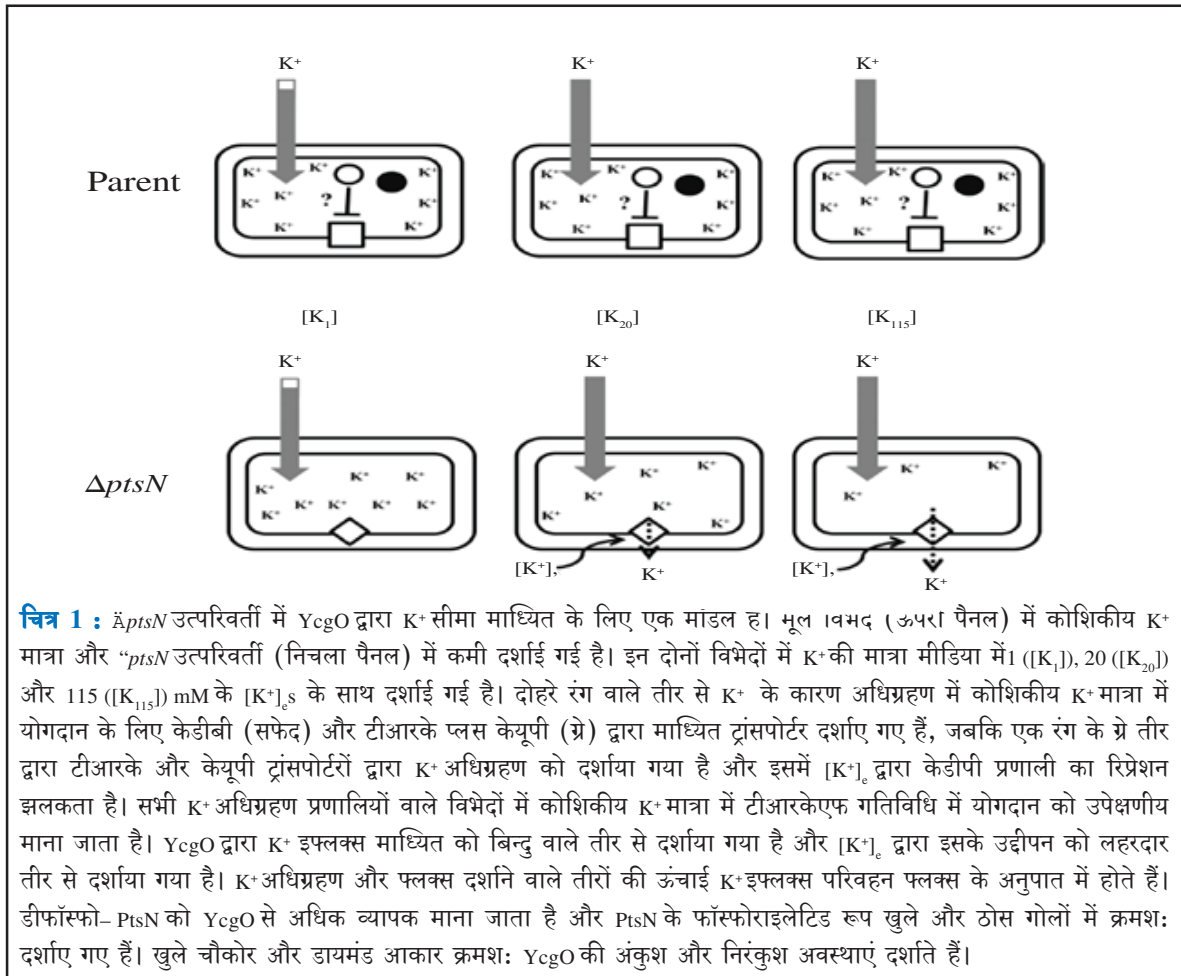 K⁺ K⁺ K⁺
Parent
K⁺ K⁺ K⁺ K⁺ K⁺ K⁺ K⁺ K⁺ K⁺
K⁺ K⁺ ? K⁺ K⁺ K⁺ ? K⁺ K⁺ K⁺ ? K⁺
K⁺ K⁺ K⁺ K⁺ K⁺ K⁺
[K₁] [K₂₀] [K₁₁₅]
K⁺ K⁺ K⁺
ΔptsN
K⁺ K⁺ K⁺ K⁺ K⁺ K⁺
K⁺ K⁺ K⁺
K⁺ K⁺ K⁺ K⁺ K⁺ K⁺
K⁺ K⁺ K⁺
[K⁺], K⁺ [K⁺], K⁺
चित्र 1 : ÄptsN उत्परिवर्ती में YcgO द्वारा K⁺ सीमा माध्यित के लिए एक मॉडल है। मूल विभेद (ऊपरी पैनल) में कोशिकीय K⁺
मात्रा और “ptsN उत्परिवर्ती (निचला पैनल) में कमी दर्शाई गई है। इन दोनों विभेदों में K⁺ की मात्रा मीडिया में1 ([K₁]), 20 ([K₂₀])
और 115 ([K₁₁₅]) mM के [K⁺]ₑs के साथ दर्शाई गई है। दोहरे रंग वाले तीर से K⁺ के कारण अधिग्रहण में कोशिकीय K⁺ मात्रा में
योगदान के लिए केडीबी (सफेद) और टीआरके प्लस केयूपी (ग्रे) द्वारा माध्यित ट्रांसपोर्टर दर्शाए गए हैं, जबकि एक रंग के ग्रे तीर
द्वारा टीआरके और केयूपी ट्रांसपोर्टरों द्वारा K⁺ अधिग्रहण को दर्शाया गया है और इसमें [K⁺]ₑ द्वारा केडीपी प्रणाली का रिप्रेशन
झलकता है। सभी K⁺ अधिग्रहण प्रणालियों वाले विभेदों में कोशिकीय K⁺ मात्रा में टीआरकेएफ गतिविधि में योगदान को उपेक्षणीय
माना जाता है। YcgO द्वारा K⁺ इफ्लक्स माध्यित को बिन्दु वाले तीर से दर्शाया गया है और [K⁺]ₑ द्वारा इसके उद्दीपन को लहरदार
तीर से दर्शाया गया है। K⁺ अधिग्रहण और फ्लक्स दर्शाने वाले तीरों की ऊंचाई K⁺ इफ्लक्स परिवहन फ्लक्स के अनुपात में होते हैं।
डीफॉस्फो– PtsN को YcgO से अधिक व्यापक माना जाता है और PtsN के फॉस्फोराइलेटिड रूप खुले और ठोस गोलों में क्रमश:
दर्शाए गए हैं। खुले चौकोर और डायमंड आकार क्रमश: YcgO की अंकुश और निरंकुश अवस्थाएं दर्शाते हैं।